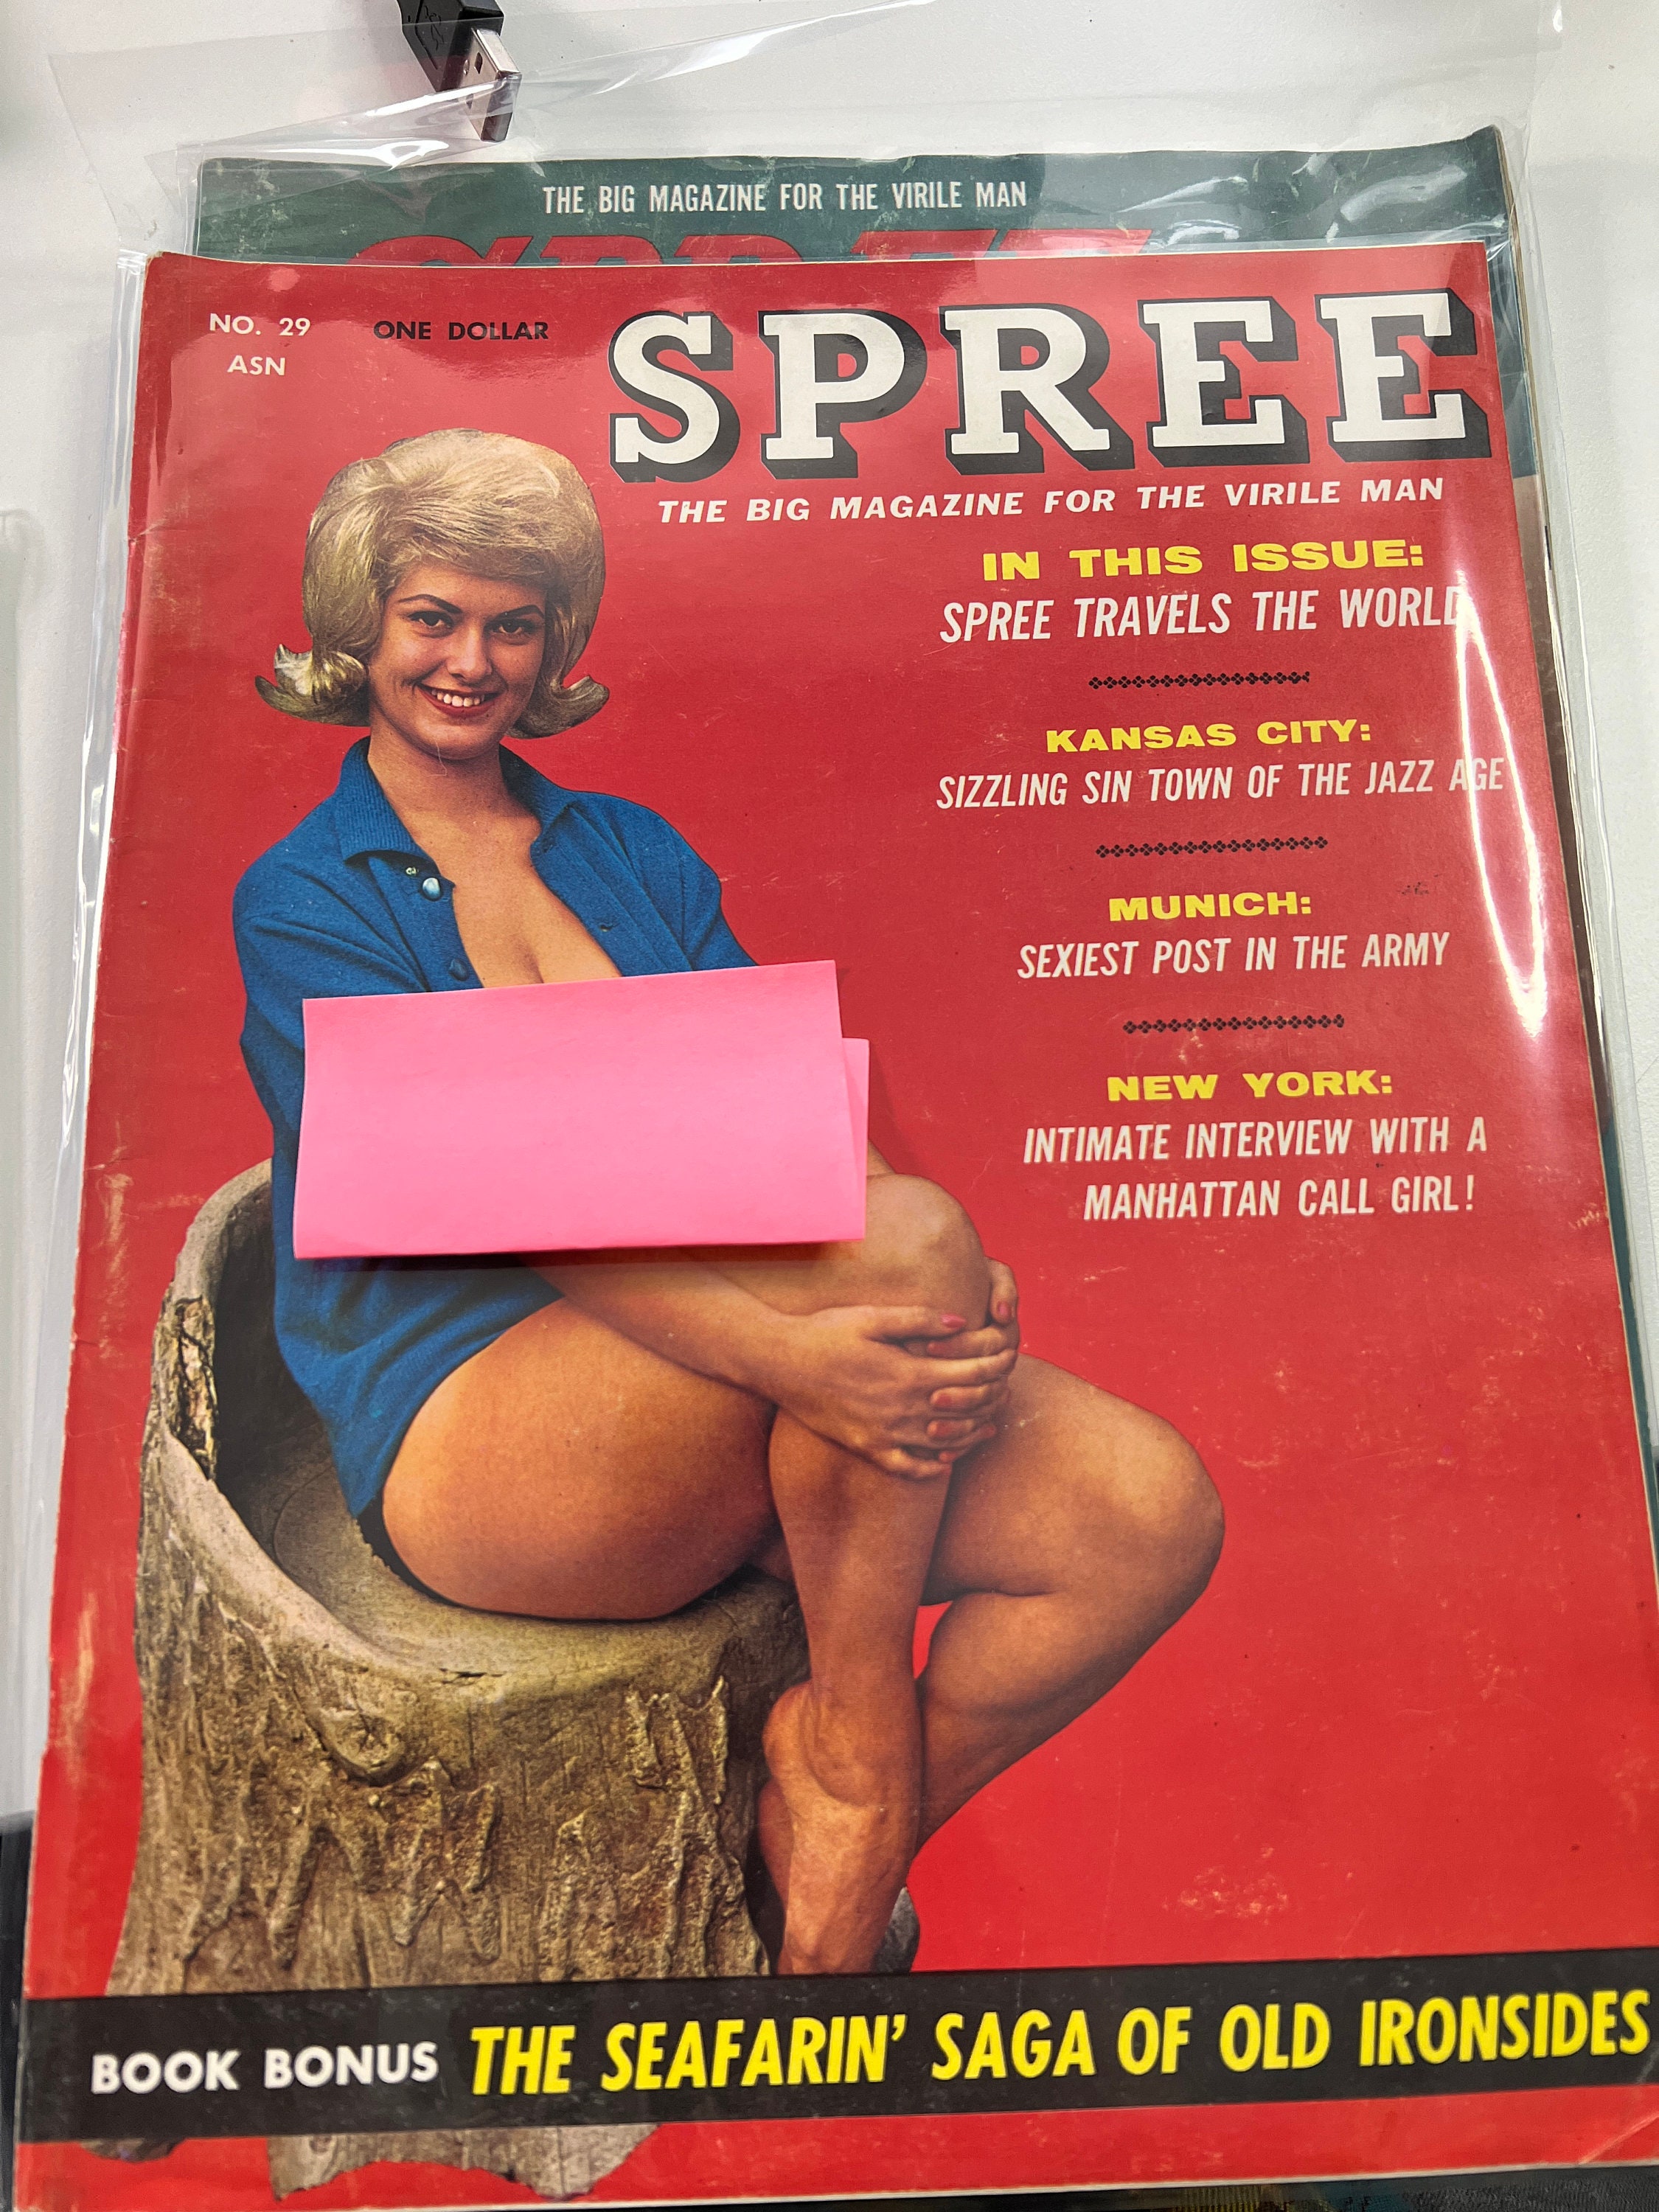 THE BIG MAGAZINE FOR THE VIRILE MAN
SPREE
NO. 29
ASN
ONE DOLLAR
SPREE
THE BIG MAGAZINE FOR THE VIRILE MAN
IN THIS ISSUE:
SPREE TRAVELS THE WORLD
KANSAS CITY:
SIZZLING SIN TOWN OF THE JAZZ AGE
MUNICH:
SEXIEST POST IN THE ARMY
NEW YORK:
INTIMATE INTERVIEW WITH A
MANHATTAN CALL GIRL!
BOOK BONUS THE SEAFARIN' SAGA OF OLD IRONSIDES